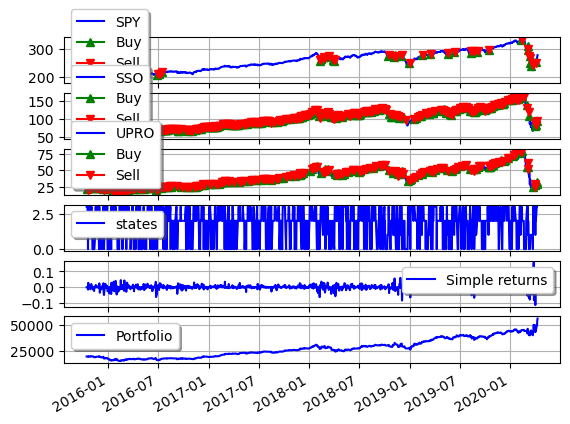 SPY
Buy
Sell
300
200
SSO
Buy
Sell
150
100
50
UPRO
Buy
Sell
75
50
25
states
2.5
0.0
Simple returns
0.1
0.0
−0.1
Portfolio
50000
25000
2016-01 2016-07 2017-01 2017-07 2018-01 2018-07 2019-01 2019-07 2020-01